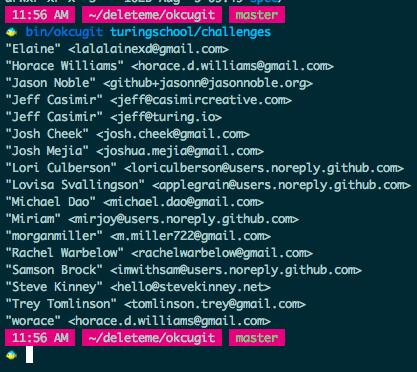 11:56 AM ~/deleteme/okcugit master
bin/okcugit turingschool/challenges
"Elaine" <lalalainexd@gmail.com>
"Horace Williams" <horace.d.williams@gmail.com>
"Jason Noble" <github+jasonn@jasonnoble.org>
"Jeff Casimir" <jeff@casimircreative.com>
"Jeff Casimir" <jeff@turing.io>
"Josh Cheek" <josh.cheek@gmail.com>
"Josh Mejia" <joshua.mejia@gmail.com>
"Lori Culberson" <loriculberson@users.noreply.github.com>
"Lovisa Svallingson" <applegrain@users.noreply.github.com>
"Michael Dao" <michael.dao@gmail.com>
"Miriam" <mirjoy@users.noreply.github.com>
"morganmiller" <m.miller722@gmail.com>
"Rachel Warbelow" <rachelwarbelow@gmail.com>
"Samson Brock" <imwithsam@users.noreply.github.com>
"Steve Kinney" <hello@stevekinney.net>
"Trey Tomlinson" <tomlinson.trey@gmail.com>
"worace" <horace.d.williams@gmail.com>
11:56 AM ~/deleteme/okcugit master